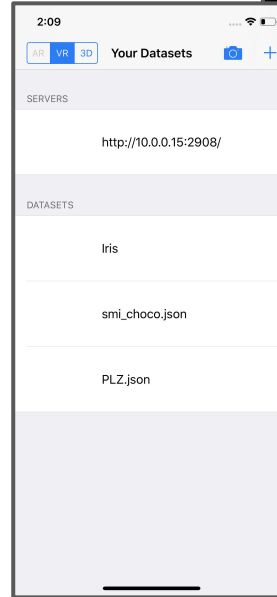 2:09
AR VR 3D Your Datasets
SERVERS
http://10.0.0.15:2908/
DATASETS
Iris
smi_choco.json
PLZ.json